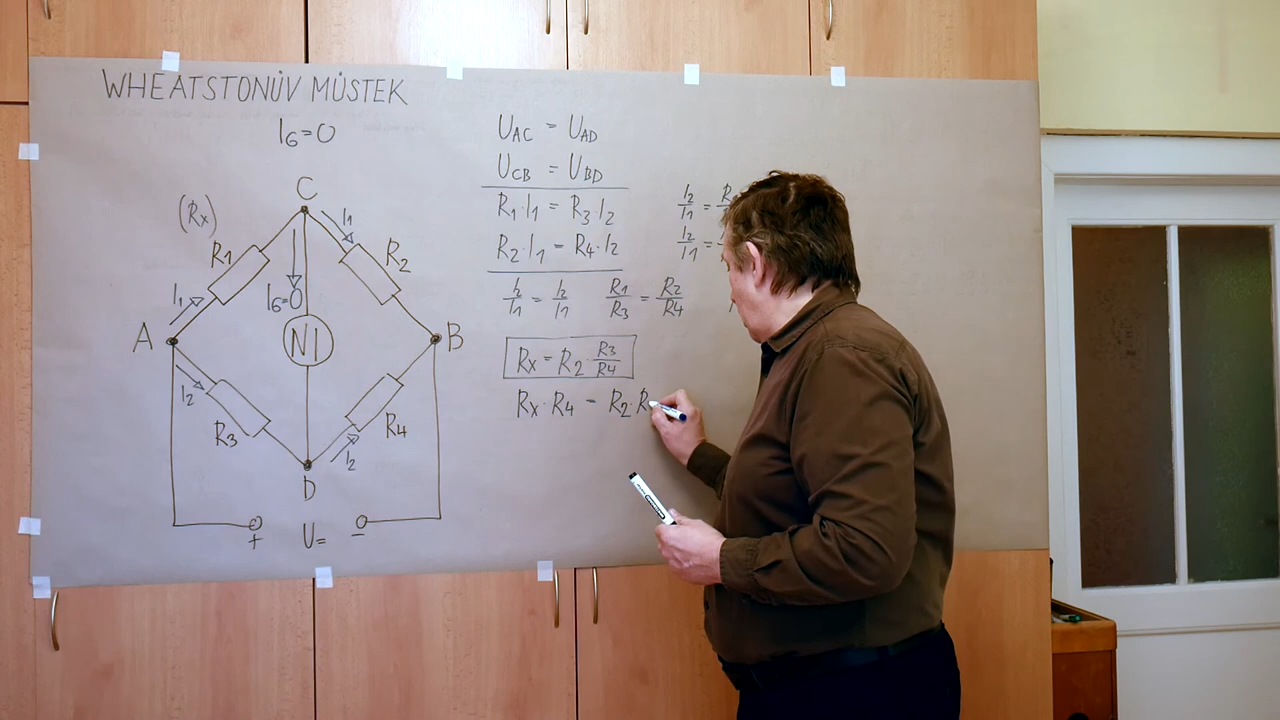 WHEATSTONŮV MŮSTEK
I_G=0
C
(Rx)
I1
R1
R2
I1
I_G=0
A
NI
B
I2
R3
R4
I2
D
+
U=
−
U_AC = U_AD
U_CB = U_BD
R1·I1 = R3·I2
R2·I1 = R4·I2
I2/I1 = I2/I1
R1/R3 = R2/R4
Rx = R2·R3/R4
Rx·R4 = R2·R
I2/I1 = R
I2/I1 =